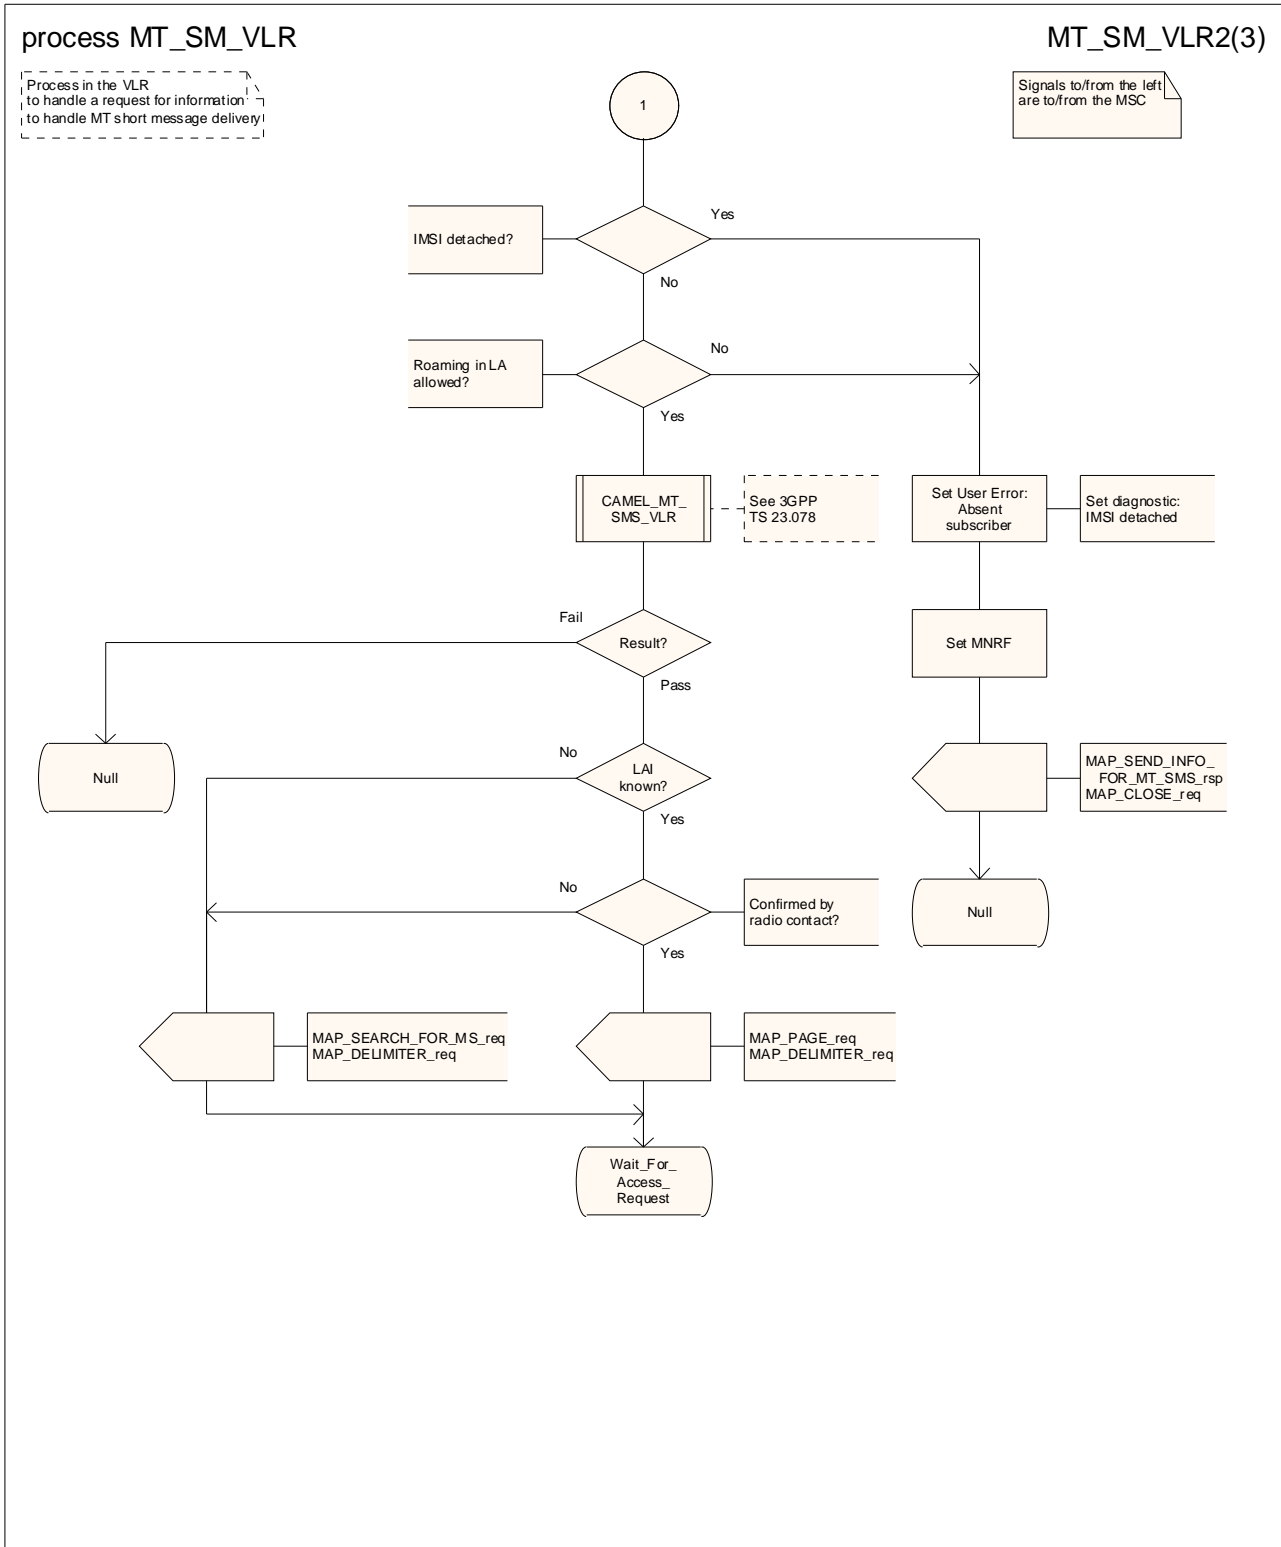 process MT_SM_VLR
MT_SM_VLR2(3)
Process in the VLR
to handle a request for information
to handle MT short message delivery
Signals to/from the left
are to/from the MSC
1
IMSI detached?
Yes
No
Roaming in LA
allowed?
No
Yes
CAMEL_MT_
SMS_VLR
See 3GPP
TS 23.078
Set User Error:
Absent
subscriber
Set diagnostic:
IMSI detached
Fail
Result?
Pass
Set MNRF
Null
No
LAI
known?
Yes
MAP_SEND_INFO_
FOR_MT_SMS_rsp
MAP_CLOSE_req
No
Confirmed by
radio contact?
Yes
Null
MAP_SEARCH_FOR_MS_req
MAP_DELIMITER_req
MAP_PAGE_req
MAP_DELIMITER_req
Wait_For_
Access_
Request